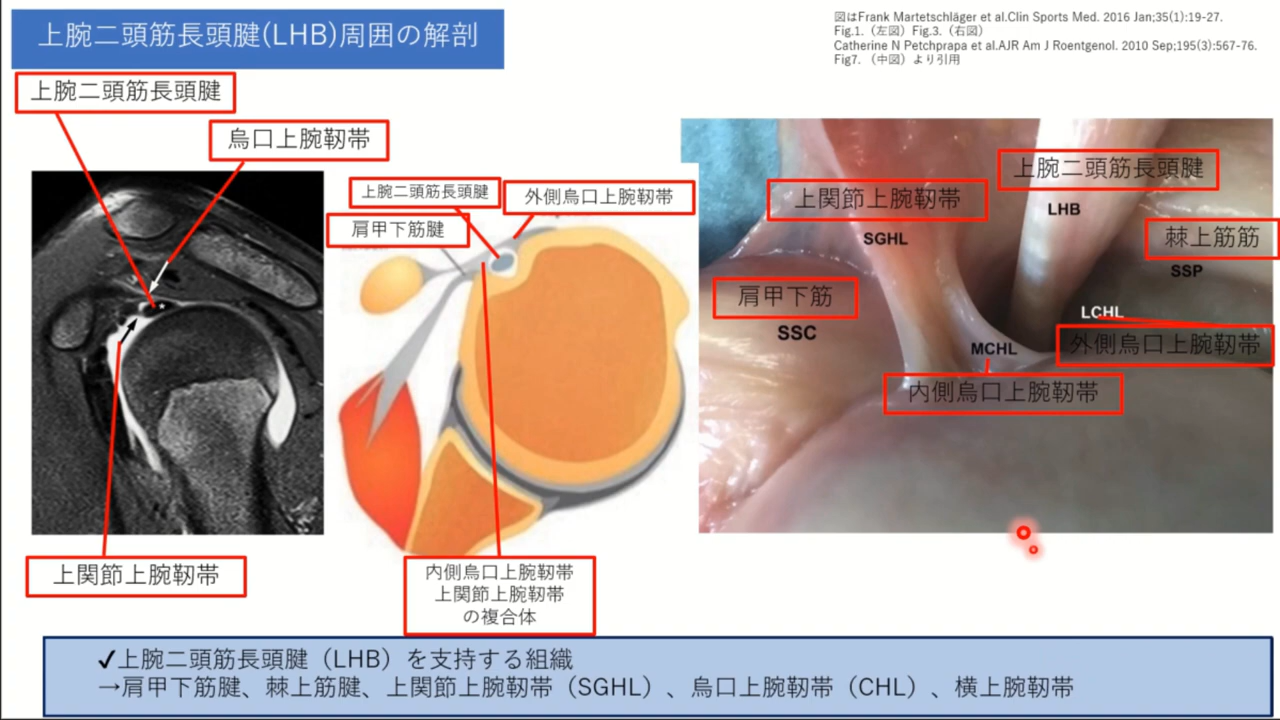 上腕二頭筋長頭腱(LHB)周囲の解剖
図はFrank Martetschläger et al.Clin Sports Med. 2016 Jan;35(1):19-27.
Fig.1.（左図）Fig.3.（右図）
Catherine N Petchprapa et al.AJR Am J Roentgenol. 2010 Sep;195(3):567-76.
Fig7.（中図）より引用
上腕二頭筋長頭腱
烏口上腕靭帯
上関節上腕靭帯
上腕二頭筋長頭腱
外側烏口上腕靭帯
肩甲下筋腱
内側烏口上腕靭帯
上関節上腕靭帯
の複合体
上腕二頭筋長頭腱
LHB
上関節上腕靭帯
SGHL
棘上筋筋
SSP
肩甲下筋
SSC
LCHL
外側烏口上腕靭帯
MCHL
内側烏口上腕靭帯
✓上腕二頭筋長頭腱（LHB）を支持する組織
→肩甲下筋腱、棘上筋腱、上関節上腕靭帯（SGHL）、烏口上腕靭帯（CHL）、横上腕靭帯